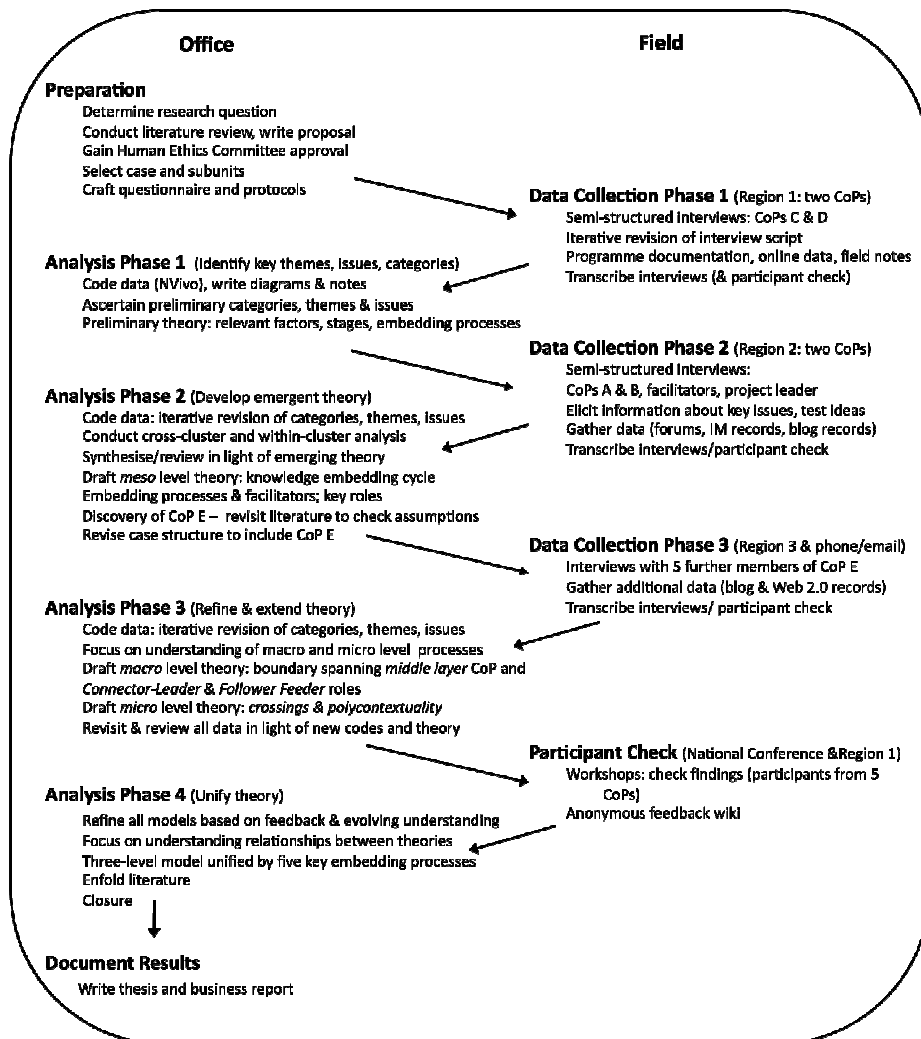 Office
Field
Preparation
Determine research question
Conduct literature review, write proposal
Gain Human Ethics Committee approval
Select case and subunits
Craft questionnaire and protocols
Data Collection Phase 1 (Region 1: two CoPs)
Semi-structured interviews: CoPs C & D
Iterative revision of interview script
Programme documentation, online data, field notes
Transcribe interviews (& participant check)
Analysis Phase 1 (Identify key themes, issues, categories)
Code data (NVivo), write diagrams & notes
Ascertain preliminary categories, themes & issues
Preliminary theory: relevant factors, stages, embedding processes
Data Collection Phase 2 (Region 2: two CoPs)
Semi-structured interviews:
CoPs A & B, facilitators, project leader
Elicit information about key issues, test ideas
Gather data (forums, IM records, blog records)
Transcribe interviews/participant check
Analysis Phase 2 (Develop emergent theory)
Code data: iterative revision of categories, themes, issues
Conduct cross-cluster and within-cluster analysis
Synthesise/review in light of emerging theory
Draft meso level theory: knowledge embedding cycle
Embedding processes & facilitators; key roles
Discovery of CoP E – revisit literature to check assumptions
Revise case structure to include CoP E
Data Collection Phase 3 (Region 3 & phone/email)
Interviews with 5 further members of CoP E
Gather additional data (blog & Web 2.0 records)
Transcribe interviews/ participant check
Analysis Phase 3 (Refine & extend theory)
Code data: iterative revision of categories, themes, issues
Focus on understanding of macro and micro level processes
Draft macro level theory: boundary spanning middle layer CoP and
Connector-Leader & Follower Feeder roles
Draft micro level theory: crossings & polycontextuality
Revisit & review all data in light of new codes and theory
Participant Check (National Conference &Region 1)
Workshops: check findings (participants from 5
CoPs)
Anonymous feedback wiki
Analysis Phase 4 (Unify theory)
Refine all models based on feedback & evolving understanding
Focus on understanding relationships between theories
Three-level model unified by five key embedding processes
Enfold literature
Closure
Document Results
Write thesis and business report